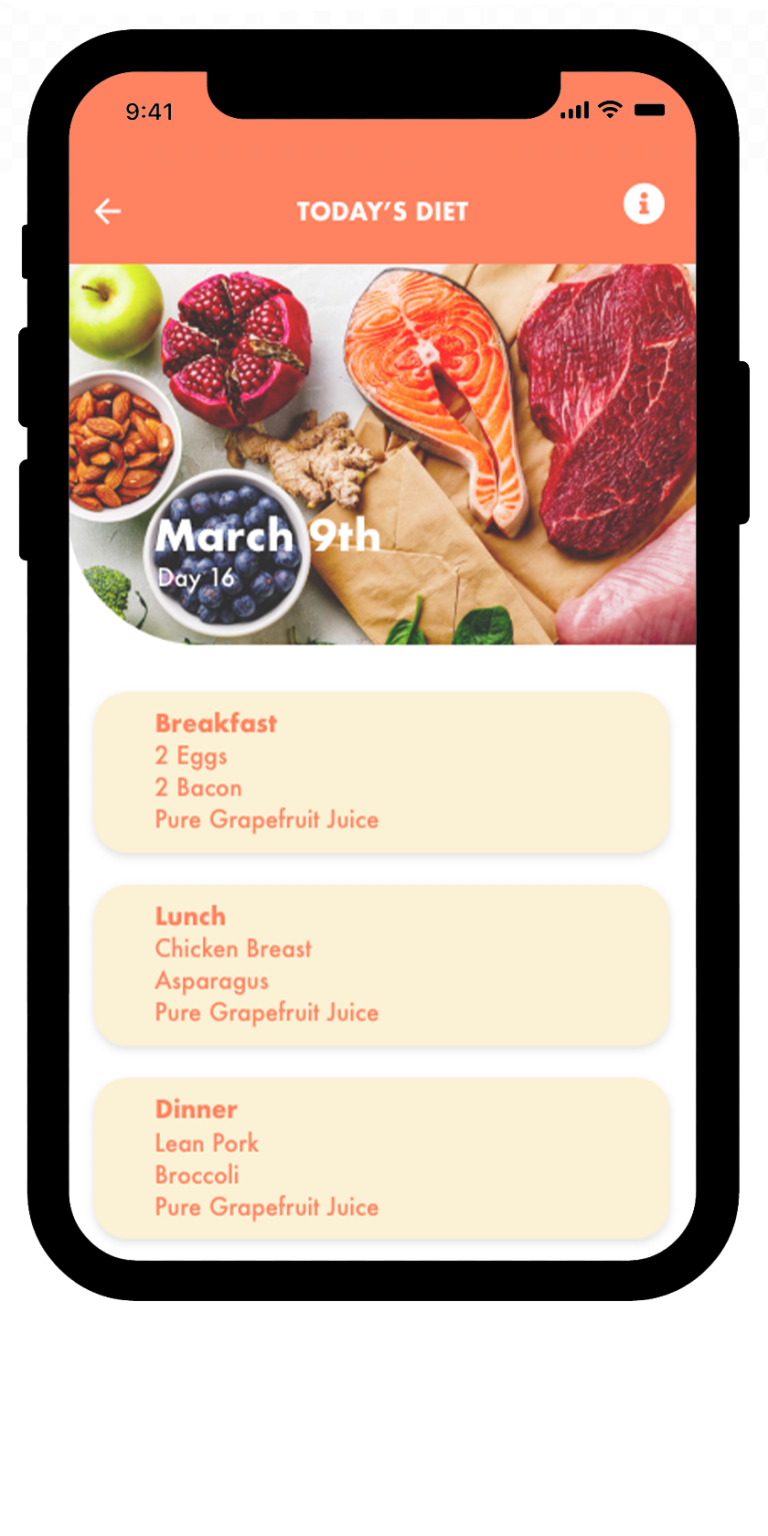 9:41
TODAY’S DIET
March 9th
Day 16
Breakfast
2 Eggs
2 Bacon
Pure Grapefruit Juice
Lunch
Chicken Breast
Asparagus
Pure Grapefruit Juice
Dinner
Lean Pork
Broccoli
Pure Grapefruit Juice